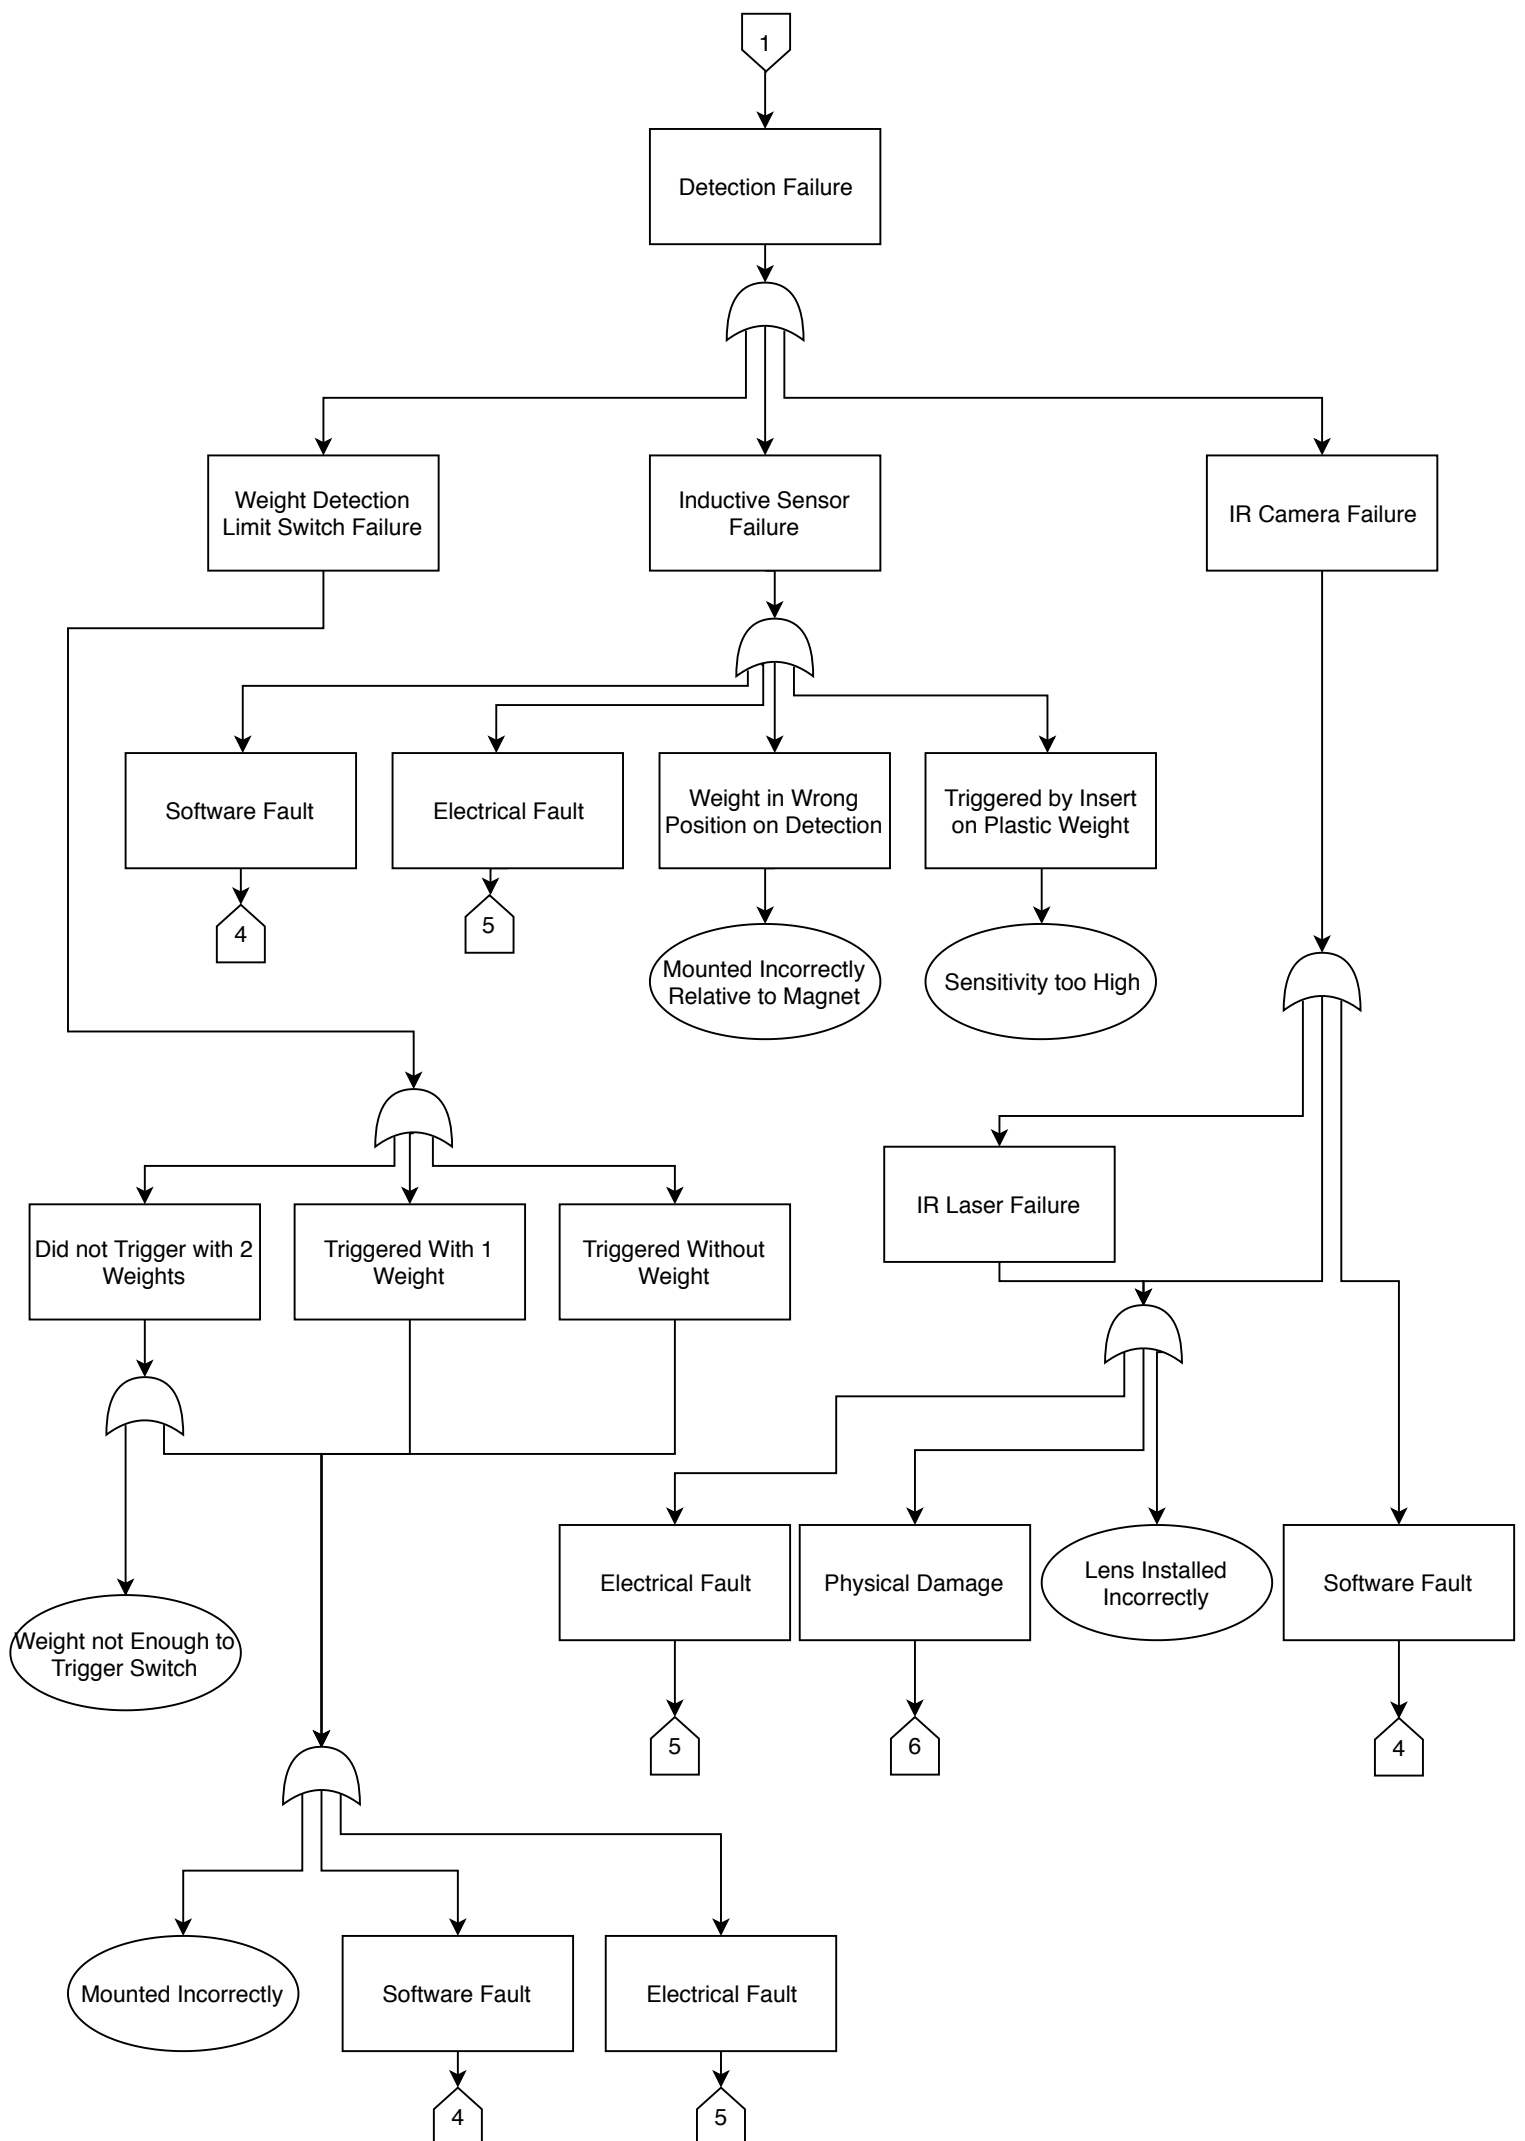 1
Detection Failure
Weight Detection
Limit Switch Failure
Inductive Sensor
Failure
IR Camera Failure
Software Fault
Electrical Fault
Weight in Wrong
Position on Detection
Triggered by Insert
on Plastic Weight
4
5
Mounted Incorrectly
Relative to Magnet
Sensitivity too High
IR Laser Failure
Did not Trigger with 2
Weights
Triggered With 1
Weight
Triggered Without
Weight
Electrical Fault
Physical Damage
Lens Installed
Incorrectly
Software Fault
Weight not Enough to
Trigger Switch
5
6
4
Mounted Incorrectly
Software Fault
Electrical Fault
4
5